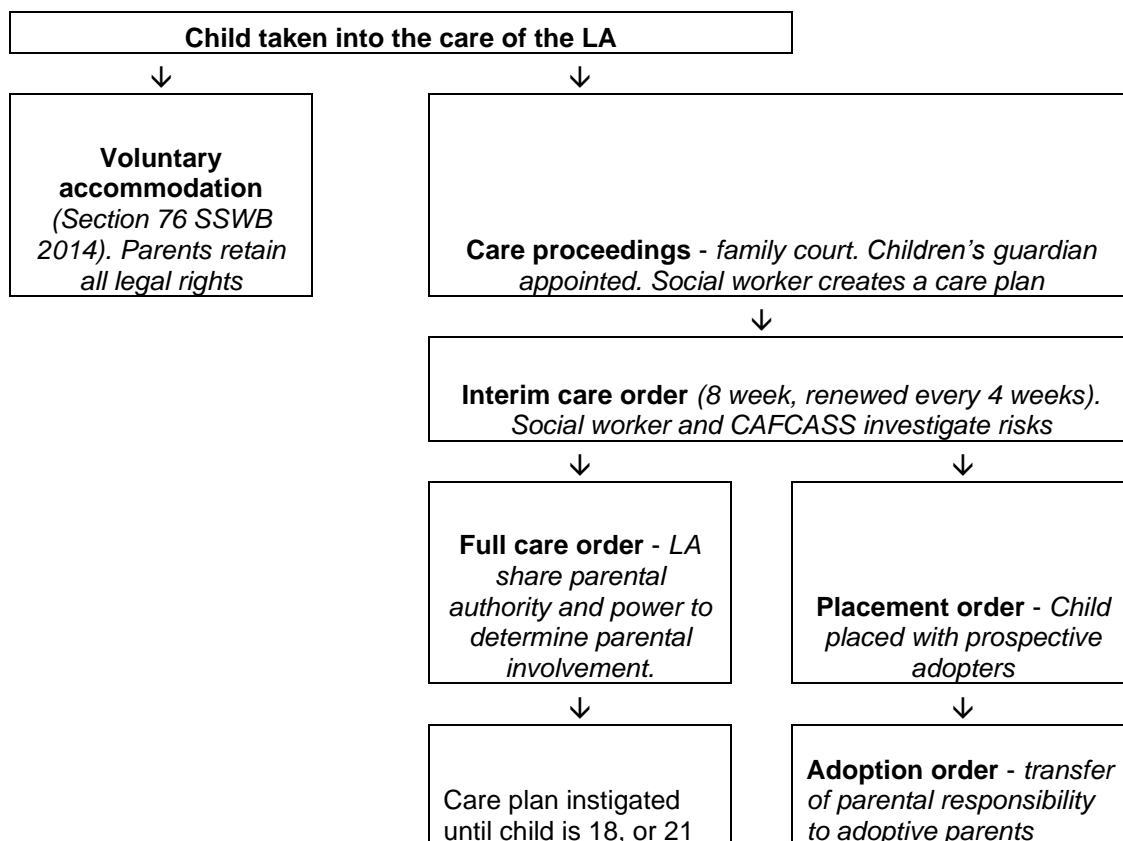 Child taken into the care of the LA
Voluntary
accommodation
(Section 76 SSWB
2014). Parents retain
all legal rights
Care proceedings - family court. Children's guardian
appointed. Social worker creates a care plan
Interim care order (8 week, renewed every 4 weeks).
Social worker and CAFCASS investigate risks
Full care order - LA
share parental
authority and power to
determine parental
involvement.
Placement order - Child
placed with prospective
adopters
Care plan instigated
until child is 18, or 21
Adoption order - transfer
of parental responsibility
to adoptive parents